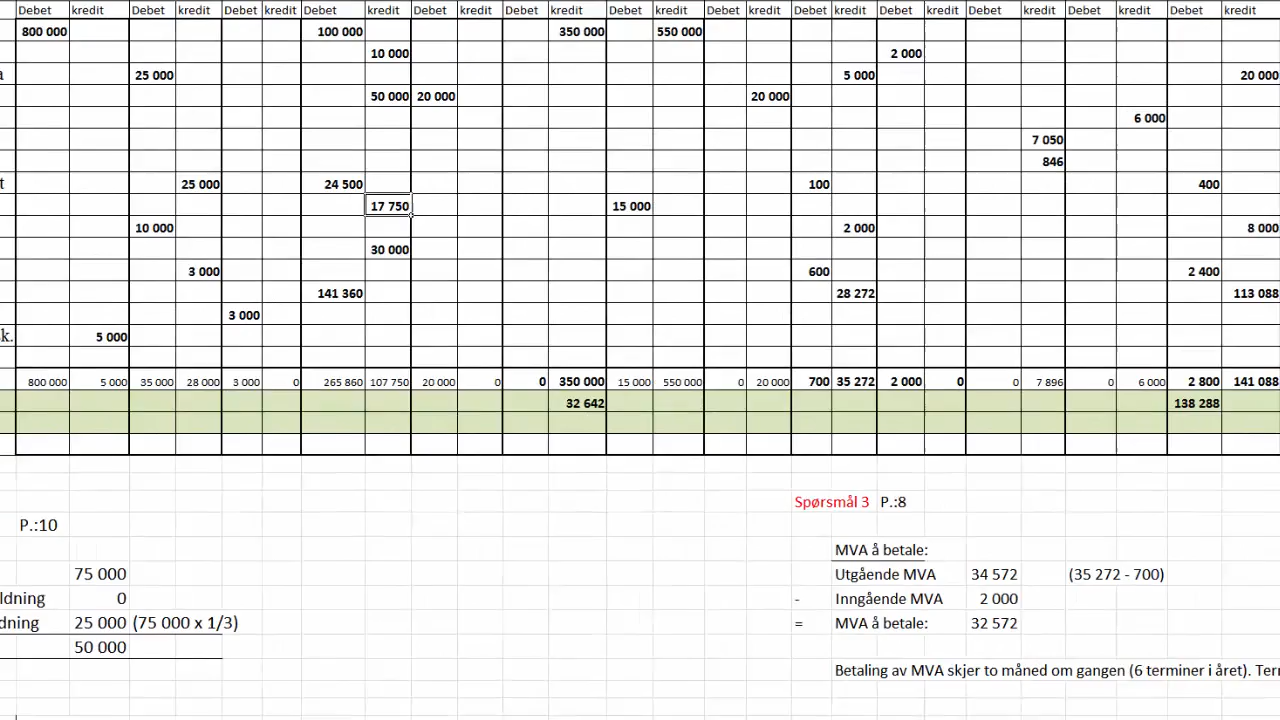 Debet kredit Debet kredit Debet kredit Debet kredit Debet kredit Debet kredit Debet kredit Debet kredit Debet kredit Debet kredit Debet kredit Debet kredit Debet kredit
800 000 100 000 350 000 550 000
10 000 2 000
a 25 000 5 000 20 000
50 000 20 000 20 000
6 000
7 050
846
t 25 000 24 500 100 400
17 750 15 000
10 000 2 000 8 000
30 000
3 000 600 2 400
141 360 28 272 113 088
3 000
sk. 5 000
800 000 5 000 35 000 28 000 3 000 0 265 860 107 750 20 000 0 0 350 000 15 000 550 000 0 20 000 700 35 272 2 000 0 0 7 896 0 6 000 2 800 141 088
32 642 138 288
Spørsmål 3 P.:8
P.:10
MVA å betale:
75 000 Utgående MVA 34 572 (35 272 - 700)
ldning 0 - Inngående MVA 2 000
dning 25 000 (75 000 x 1/3) = MVA å betale: 32 572
50 000
Betaling av MVA skjer to måned om gangen (6 terminer i året). Terr